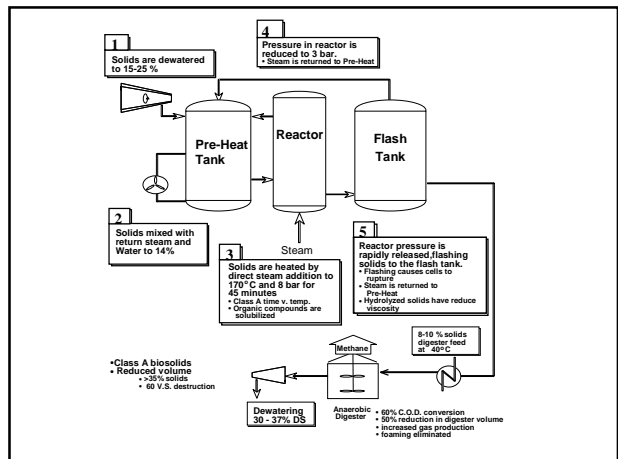 1
Solids are dewatered
to 15-25 %
4
Pressure in reactor is
reduced to 3 bar.
• Steam is returned to Pre-Heat
Pre-Heat
Tank
Reactor
Flash
Tank
2
Solids mixed with
return steam and
Water to 14%
Steam
3
Solids are heated by
direct steam addition to
170°C and 8 bar for
45 minutes
• Class A time v. temp.
• Organic compounds are
solubilized
5
Reactor pressure is
rapidly released,flashing
solids to the flash tank.
• Flashing causes cells to
rupture
• Steam is returned to
Pre-Heat
• Hydrolyzed solids have reduce
viscosity
8-10 % solids
digester feed
at 40°C
Methane
•Class A biosolids
• Reduced volume
• >35% solids
• 60 V.S. destruction
Dewatering
30 - 37% DS
Anaerobic
Digester
• 60% C.O.D. conversion
• 50% reduction in digester volume
• increased gas production
• foaming eliminated